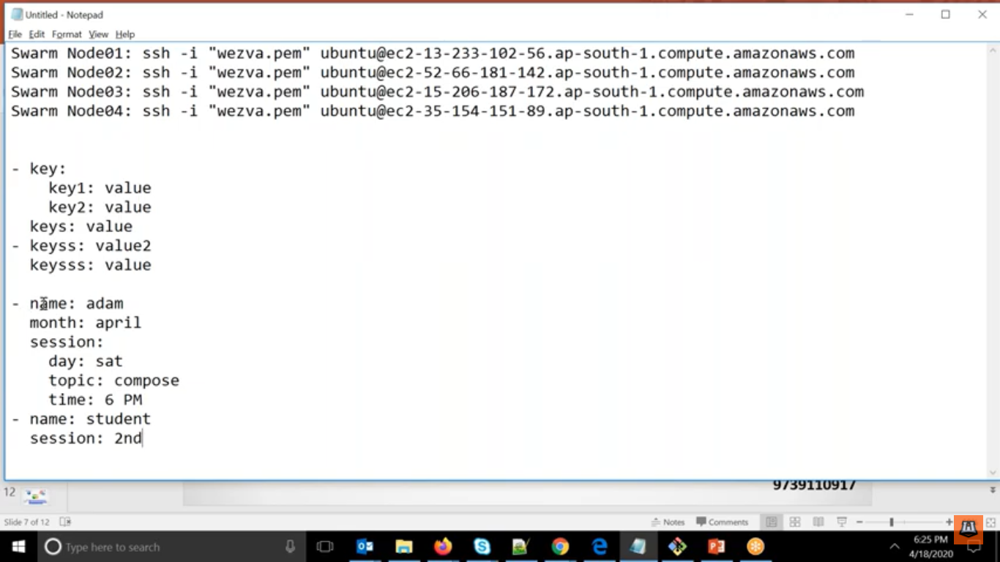 Untitled - Notepad
File Edit Format View Help
Swarm Node01: ssh -i "wezva.pem" ubuntu@ec2-13-233-102-56.ap-south-1.compute.amazonaws.com
Swarm Node02: ssh -i "wezva.pem" ubuntu@ec2-52-66-181-142.ap-south-1.compute.amazonaws.com
Swarm Node03: ssh -i "wezva.pem" ubuntu@ec2-15-206-187-172.ap-south-1.compute.amazonaws.com
Swarm Node04: ssh -i "wezva.pem" ubuntu@ec2-35-154-151-89.ap-south-1.compute.amazonaws.com
- key:
    key1: value
    key2: value
  keys: value
- keyss: value2
  keysss: value
- name: adam
  month: april
  session:
    day: sat
    topic: compose
    time: 6 PM
- name: student
  session: 2nd
9739110917
12
Slide 7 of 12
Notes Comments
Type here to search
6:25 PM
4/18/2020